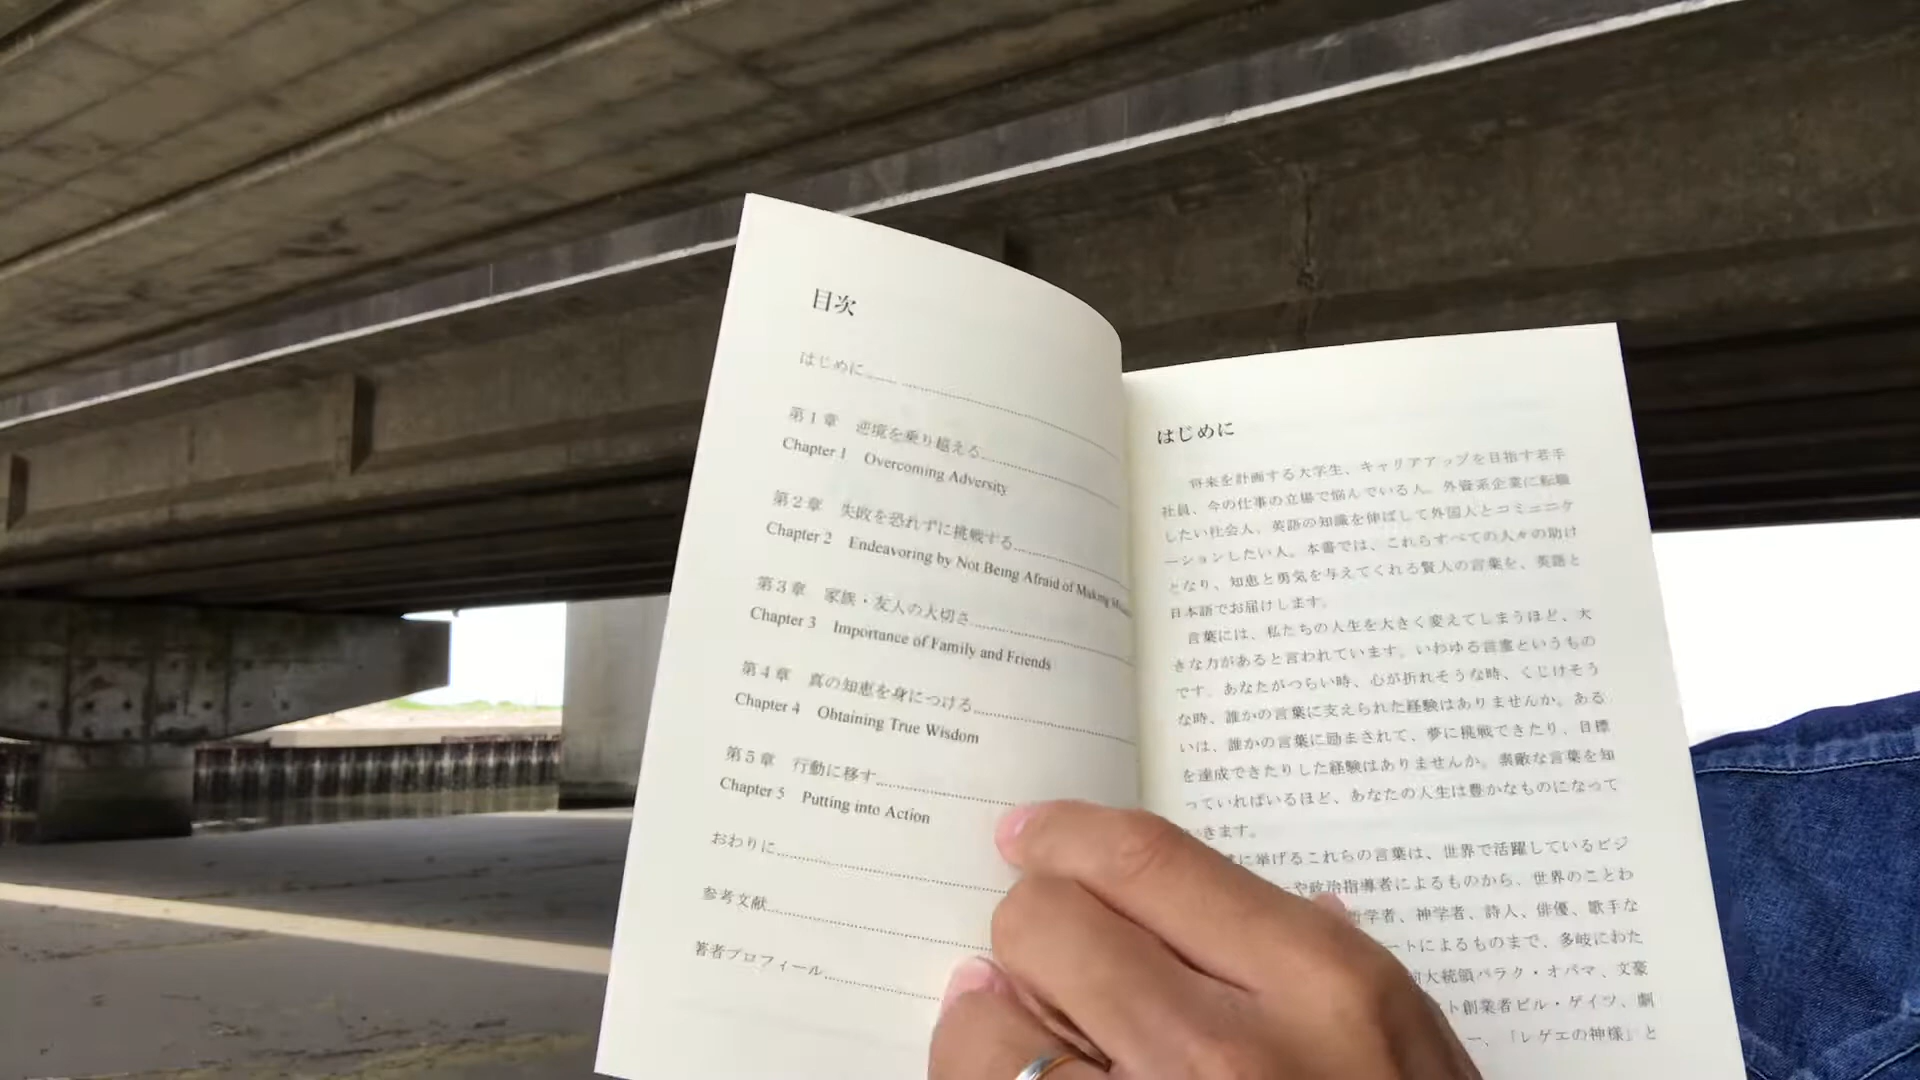 目次
はじめに
第1章 逆境を乗り越える
Chapter 1 Overcoming Adversity
第2章 失敗を恐れずに挑戦する
Chapter 2 Endeavoring by Not Being Afraid of Making
第3章 家族・友人の大切さ
Chapter 3 Importance of Family and Friends
第4章 真の知恵を身につける
Chapter 4 Obtaining True Wisdom
第5章 行動に移す
Chapter 5 Putting into Action
おわりに
参考文献
著者プロフィール
はじめに
将来を計画する大学生、キャリアアップを目指す若手
社員、今の仕事の立場で悩んでいる人。外資系企業に転職
したい社会人、英語の知識を伸ばして外国人とコミュニケ
ーションしたい人。本書では、これらすべての人々の助け
となり、知恵と勇気を与えてくれる賢人の言葉を、英語と
日本語でお届けします。
言葉には、私たちの人生を大きく変えてしまうほど、大
きな力があると言われています。いわゆる言霊というもの
です。あなたがつらい時、心が折れそうな時、くじけそう
な時、誰かの言葉に支えられた経験はありませんか。ある
いは、誰かの言葉に励まされて、夢に挑戦できたり、目標
を達成できたりした経験はありませんか。素敵な言葉を知
っていればいるほど、あなたの人生は豊かなものになって
きます。
に挙げるこれらの言葉は、世界で活躍しているビジ
ーや政治指導者によるものから、世界のことわ
哲学者、神学者、詩人、俳優、歌手な
ートによるものまで、多岐にわた
前大統領バラク・オバマ、文豪
ト創業者ビル・ゲイツ、劇
ー、「レゲエの神様」と